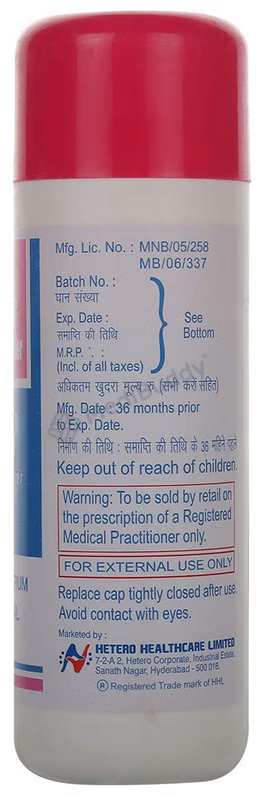 Mfg. Lic. No. : MNB/05/258
MB/06/337
Batch No. :
घान संख्या
Exp. Date :
समाप्ति की तिथि
See
Bottom
M.R.P. `. :
(Incl. of all taxes)
अधिकतम खुदरा मूल्य रु (सभी करों सहित)
Mfg. Date : 36 months prior
to Exp. Date.
निर्माण की तिथि : समाप्ति की तिथि के 36 महिने पहले
Keep out of reach of children.
Warning: To be sold by retail on
the prescription of a Registered
Medical Practitioner only.
FOR EXTERNAL USE ONLY
Replace cap tightly closed after use.
Avoid contact with eyes.
Marketed by :
HETERO HEALTHCARE LIMITED
7-2-A 2, Hetero Corporate, Industrial Estate,
Sanath Nagar, Hyderabad - 500 018.
® Registered Trade mark of HHL
MediBuddy